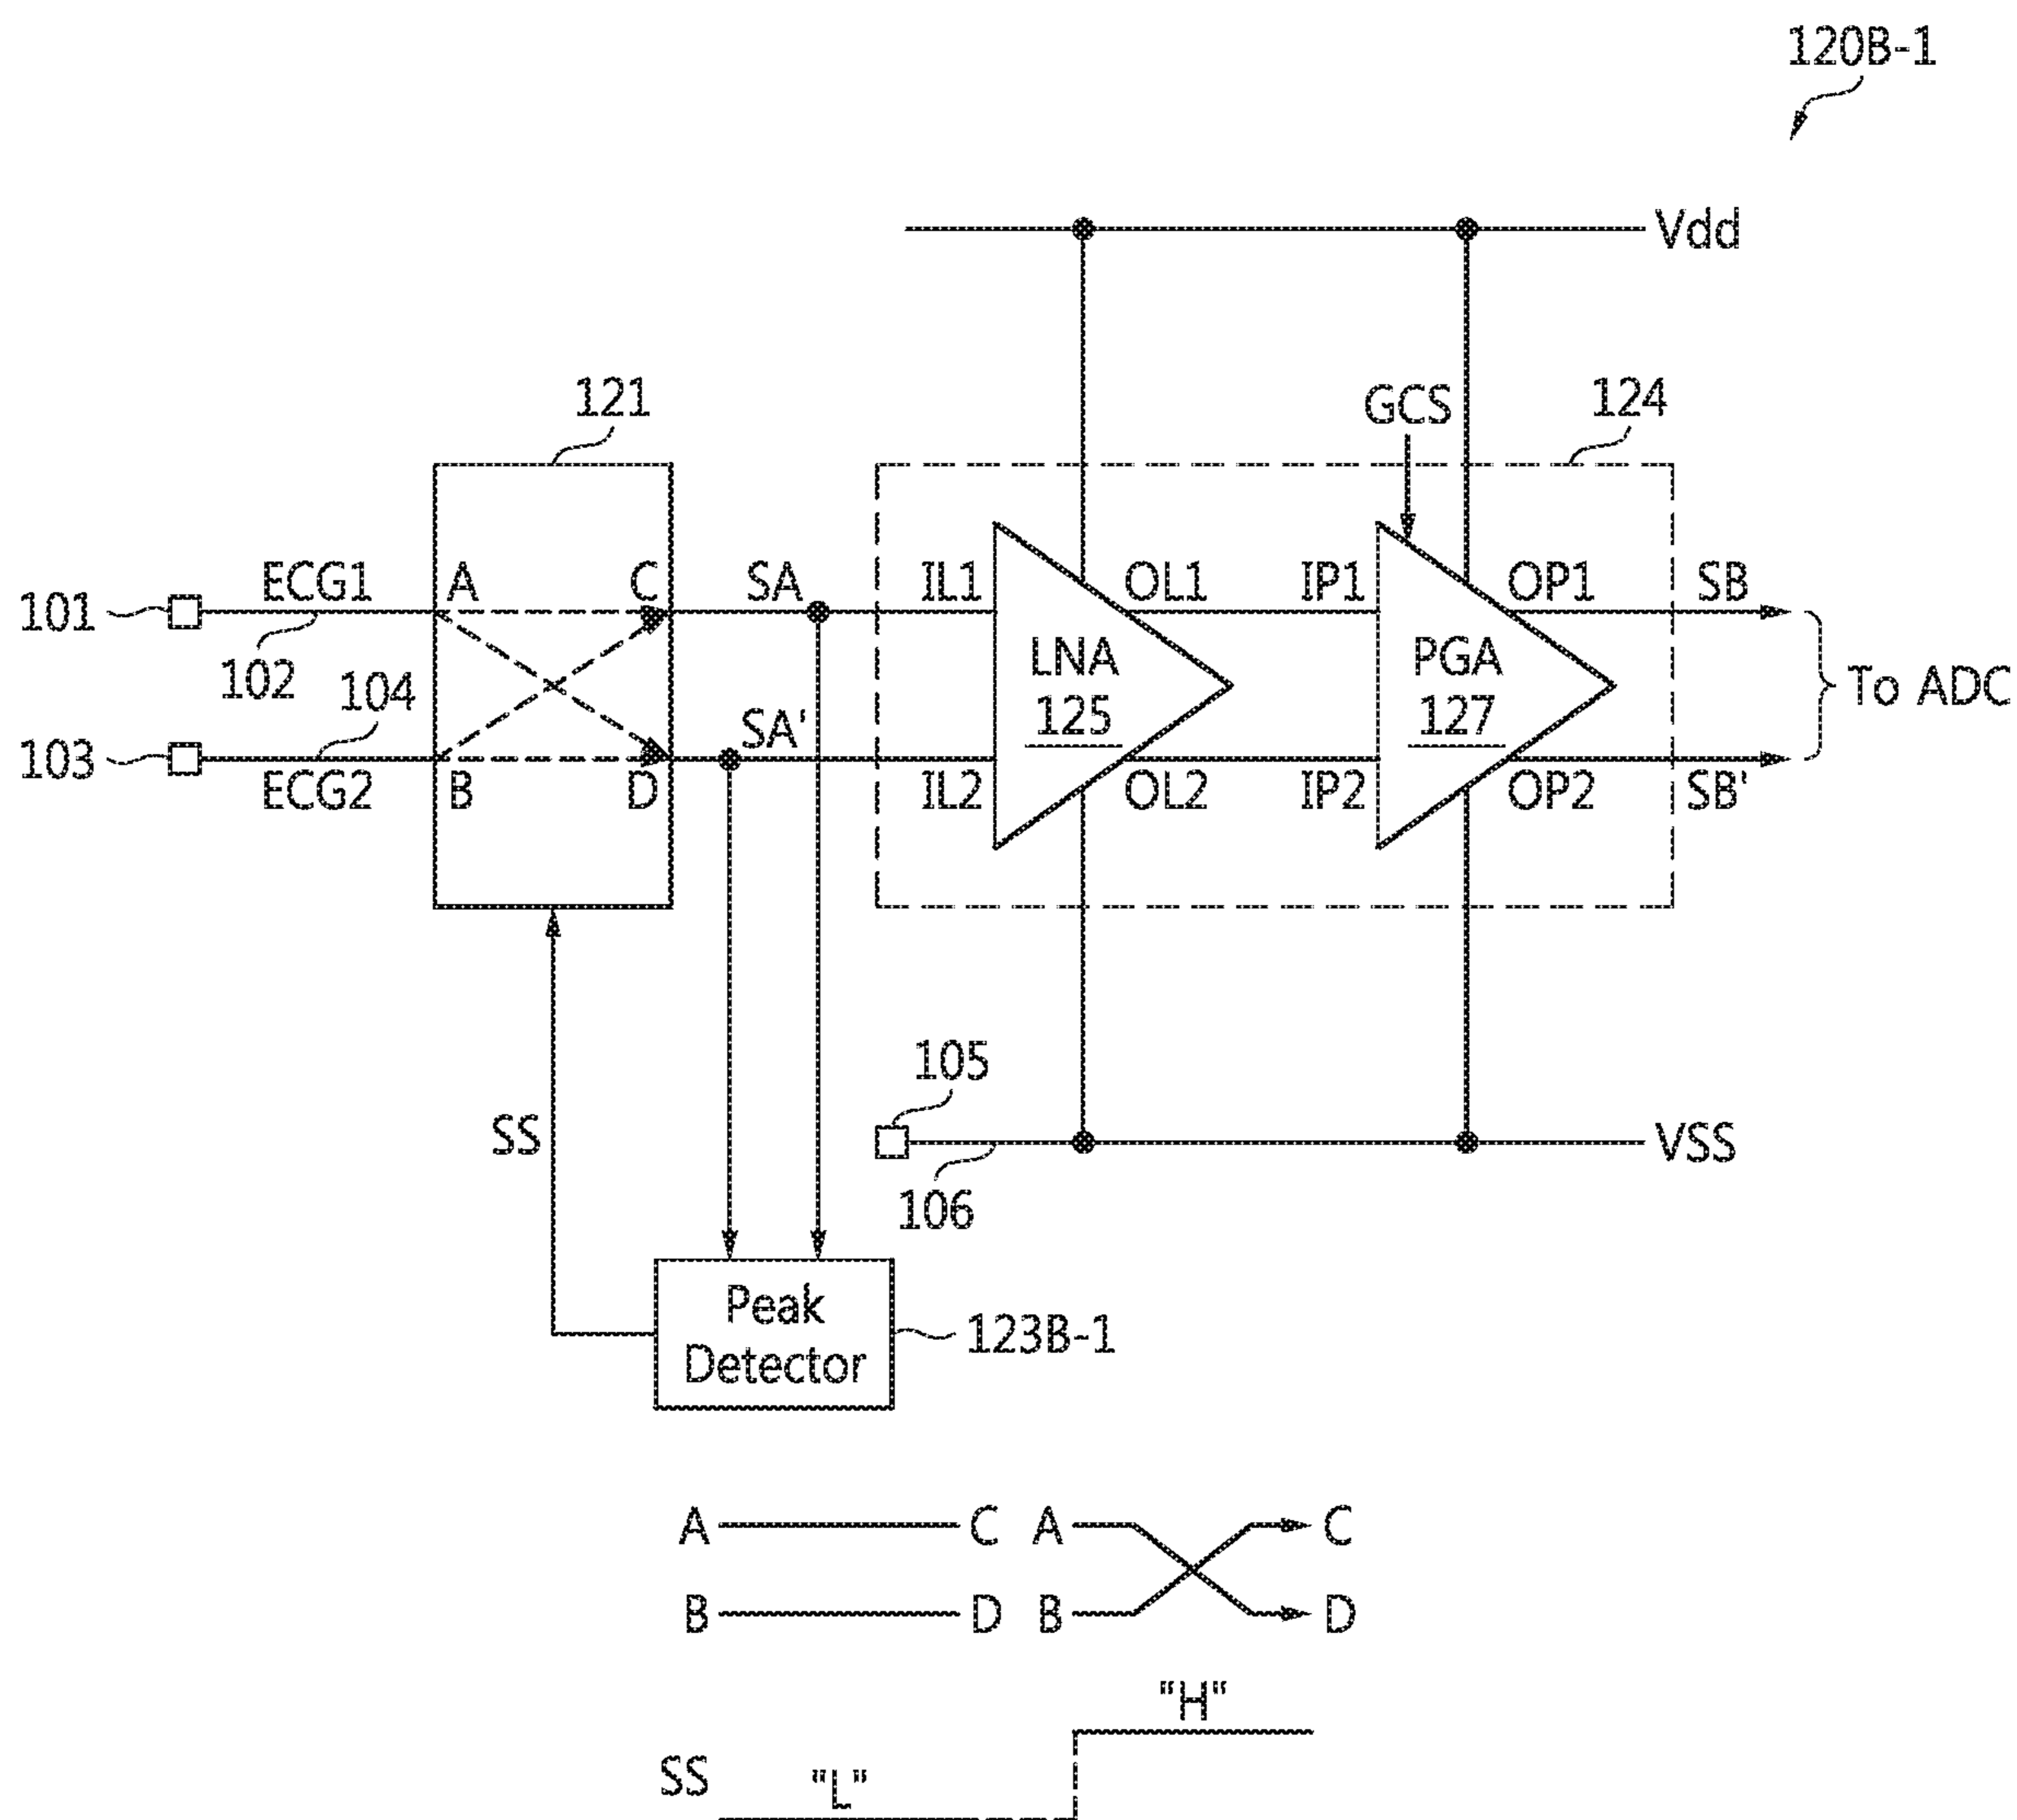 120B-1
Vdd
121
GCS
124
ECG1
A
C
SA
IL1
OL1
IP1
OP1
SB
101
102
LNA
125
PGA
127
To ADC
104
SA'
103
ECG2
B
D
IL2
OL2
IP2
OP2
SB'
105
SS
VSS
106
Peak
Detector
123B-1
A C A C
B D B D
"H"
SS "L"